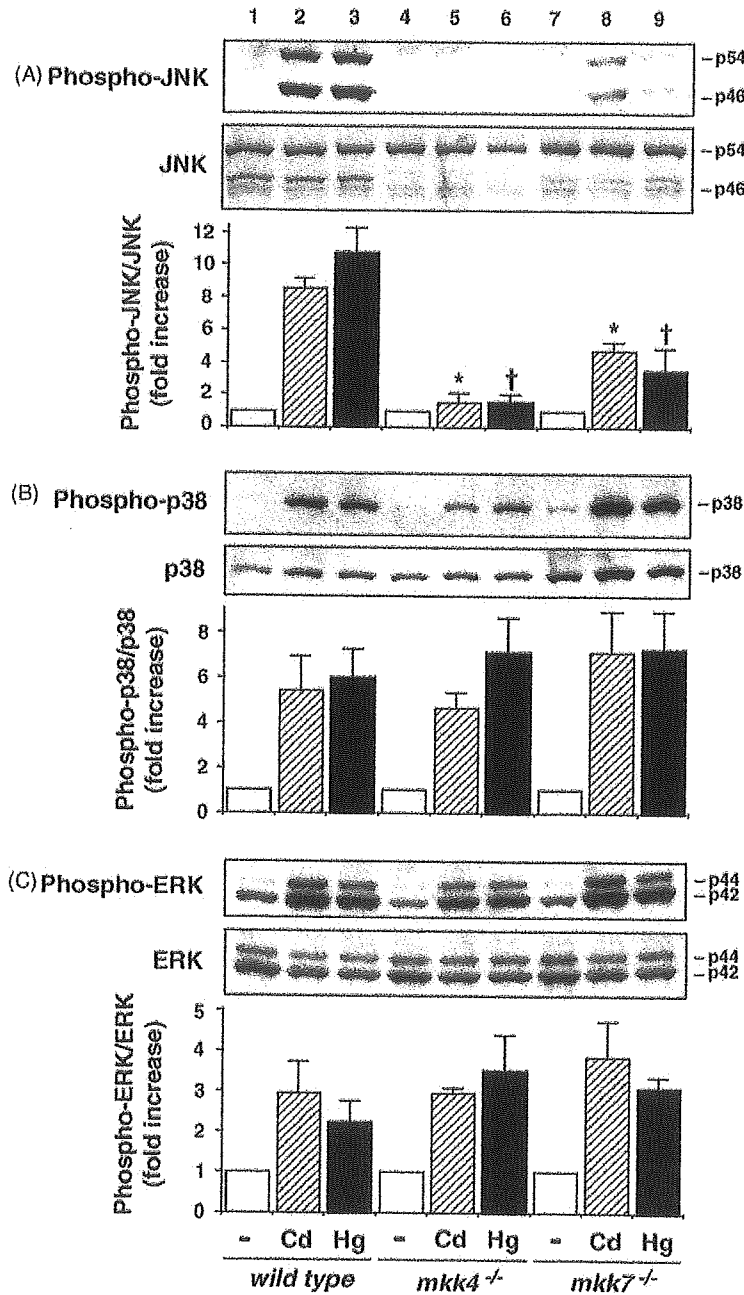 1 2 3 4 5 6 7 8 9
(A) Phospho-JNK
-p54
-p46
JNK
-p54
-p46
Phospho-JNK/JNK
(fold increase)
12
10
8
6
4
2
0
* † * †
(B) Phospho-p38
-p38
p38
-p38
Phospho-p38/p38
(fold increase)
8
6
4
2
0
(C) Phospho-ERK
-p44
-p42
ERK
-p44
-p42
Phospho-ERK/ERK
(fold increase)
5
4
3
2
1
0
- Cd Hg - Cd Hg - Cd Hg
wild type mkk4 -/- mkk7 -/-